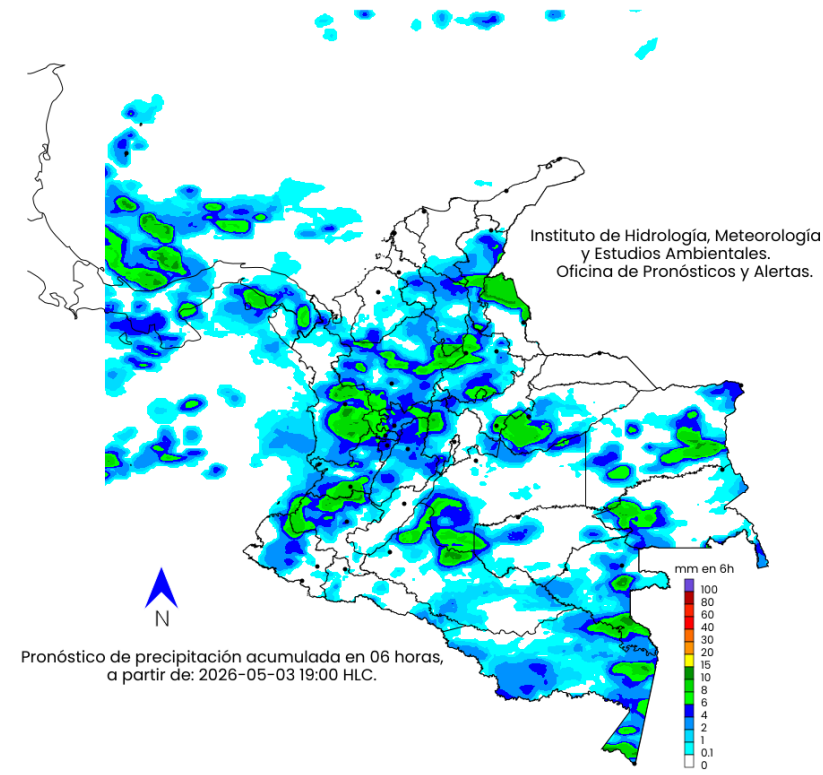 Instituto de Hidrología, Meteorología
y Estudios Ambientales.
Oficina de Pronósticos y Alertas.
mm en 6h
100
80
60
40
30
20
15
10
8
6
4
2
1
0.1
0
N
Pronóstico de precipitación acumulada en 06 horas,
a partir de: 2026-05-03 19:00 HLC.